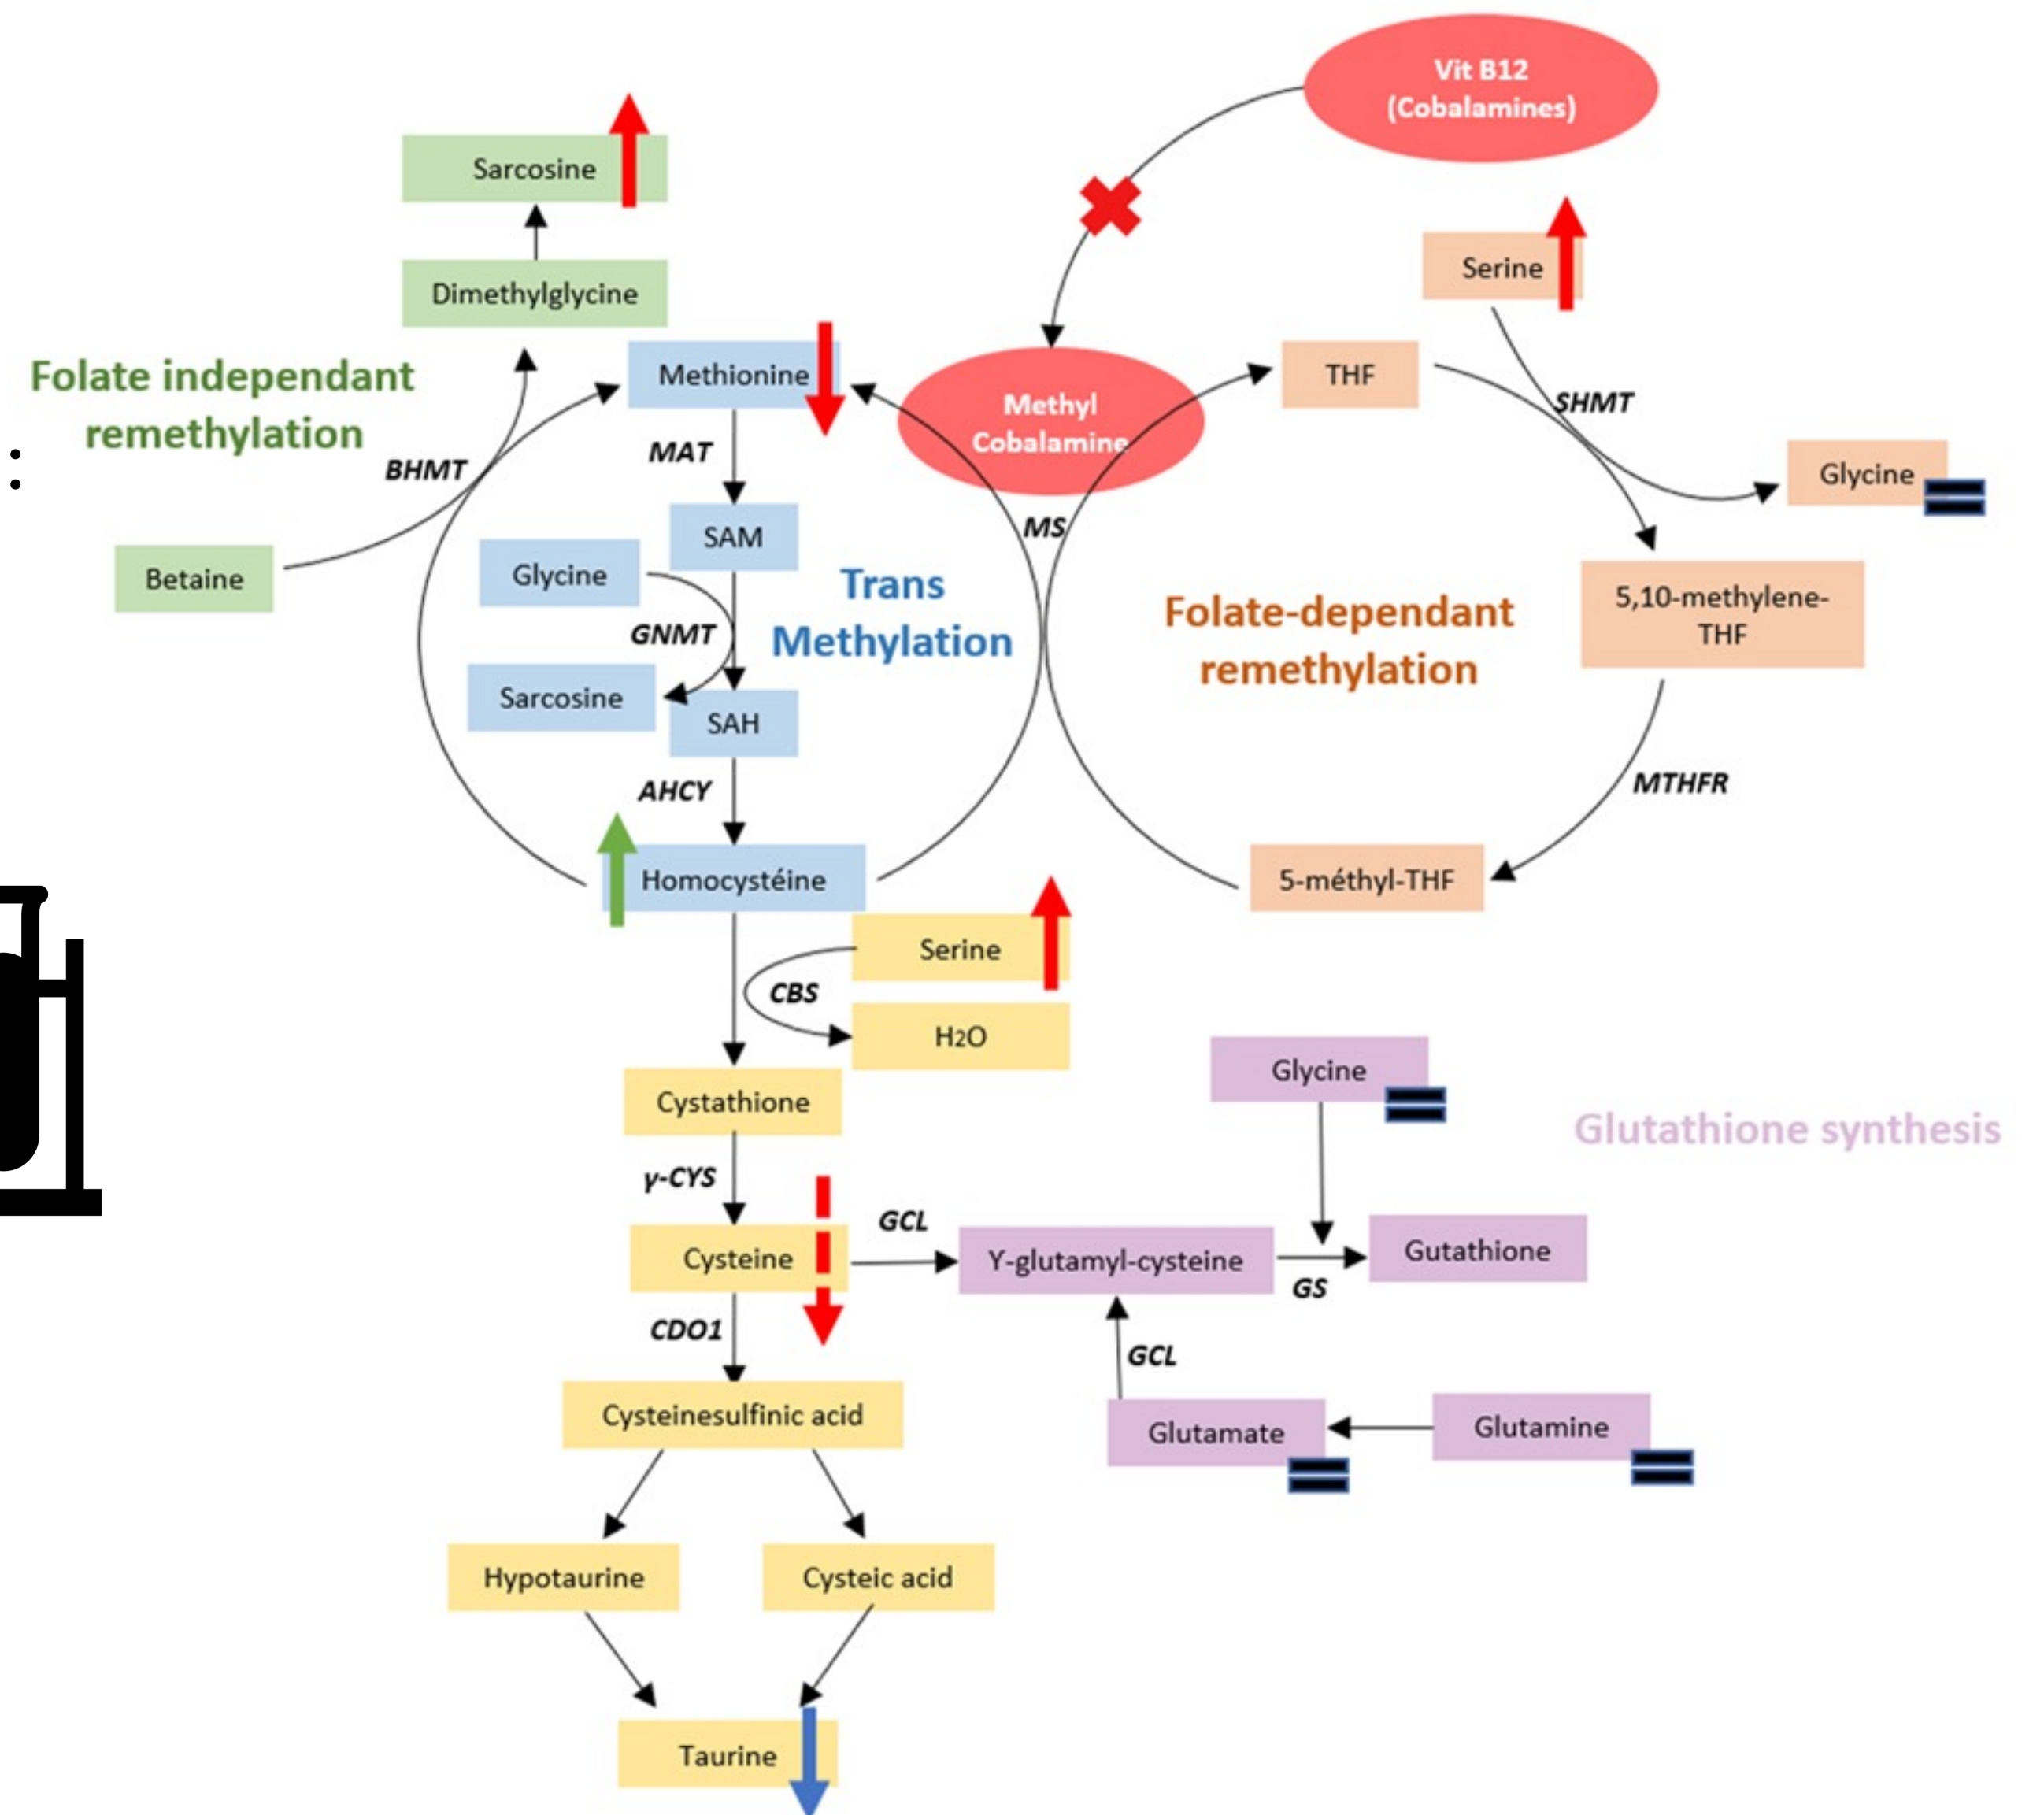 Vit B12
(Cobalamines)
Sarcosine
Serine
Dimethylglycine
Folate independant
remethylation
:
Methionine
Methyl
Cobalamine
THF
SHMT
Glycine
BHMT
MAT
MS
Betaine
SAM
Glycine
Trans
Methylation
GNMT
Sarcosine
SAH
Folate-dependant
remethylation
5,10-methylene-
THF
AHCY
MTHFR
Homocystéine
5-méthyl-THF
Serine
CBS
H2O
Cystathione
Glycine
Glutathione synthesis
γ-CYS
Cysteine
GCL
Y-glutamyl-cysteine
GS
Gutathione
CDO1
GCL
Cysteinesulfinic acid
Glutamate
Glutamine
Hypotaurine
Cysteic acid
Taurine